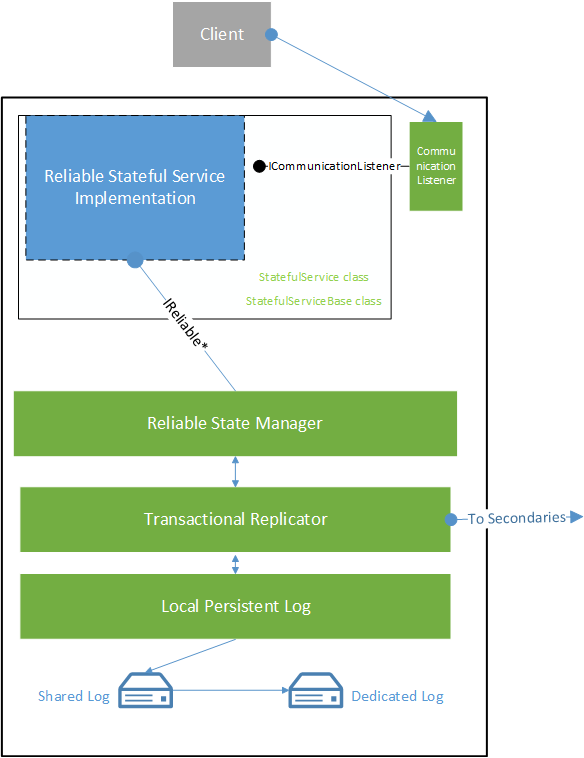 Client
Commu
nication
Listener
ICommunicationListener
Reliable Stateful Service
Implementation
StatefulService class
StatefulServiceBase class
IReliable*
Reliable State Manager
Transactional Replicator
To Secondaries
Local Persistent Log
Shared Log
Dedicated Log